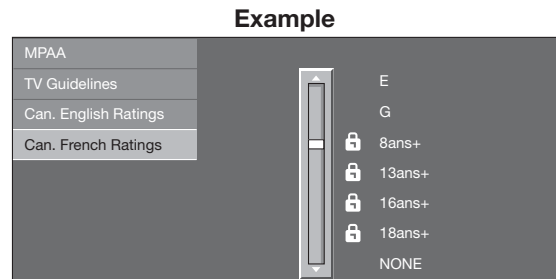 Example
MPAA
TV Guidelines
Can. English Ratings
Can. French Ratings
E
G
8ans+
13ans+
16ans+
18ans+
NONE